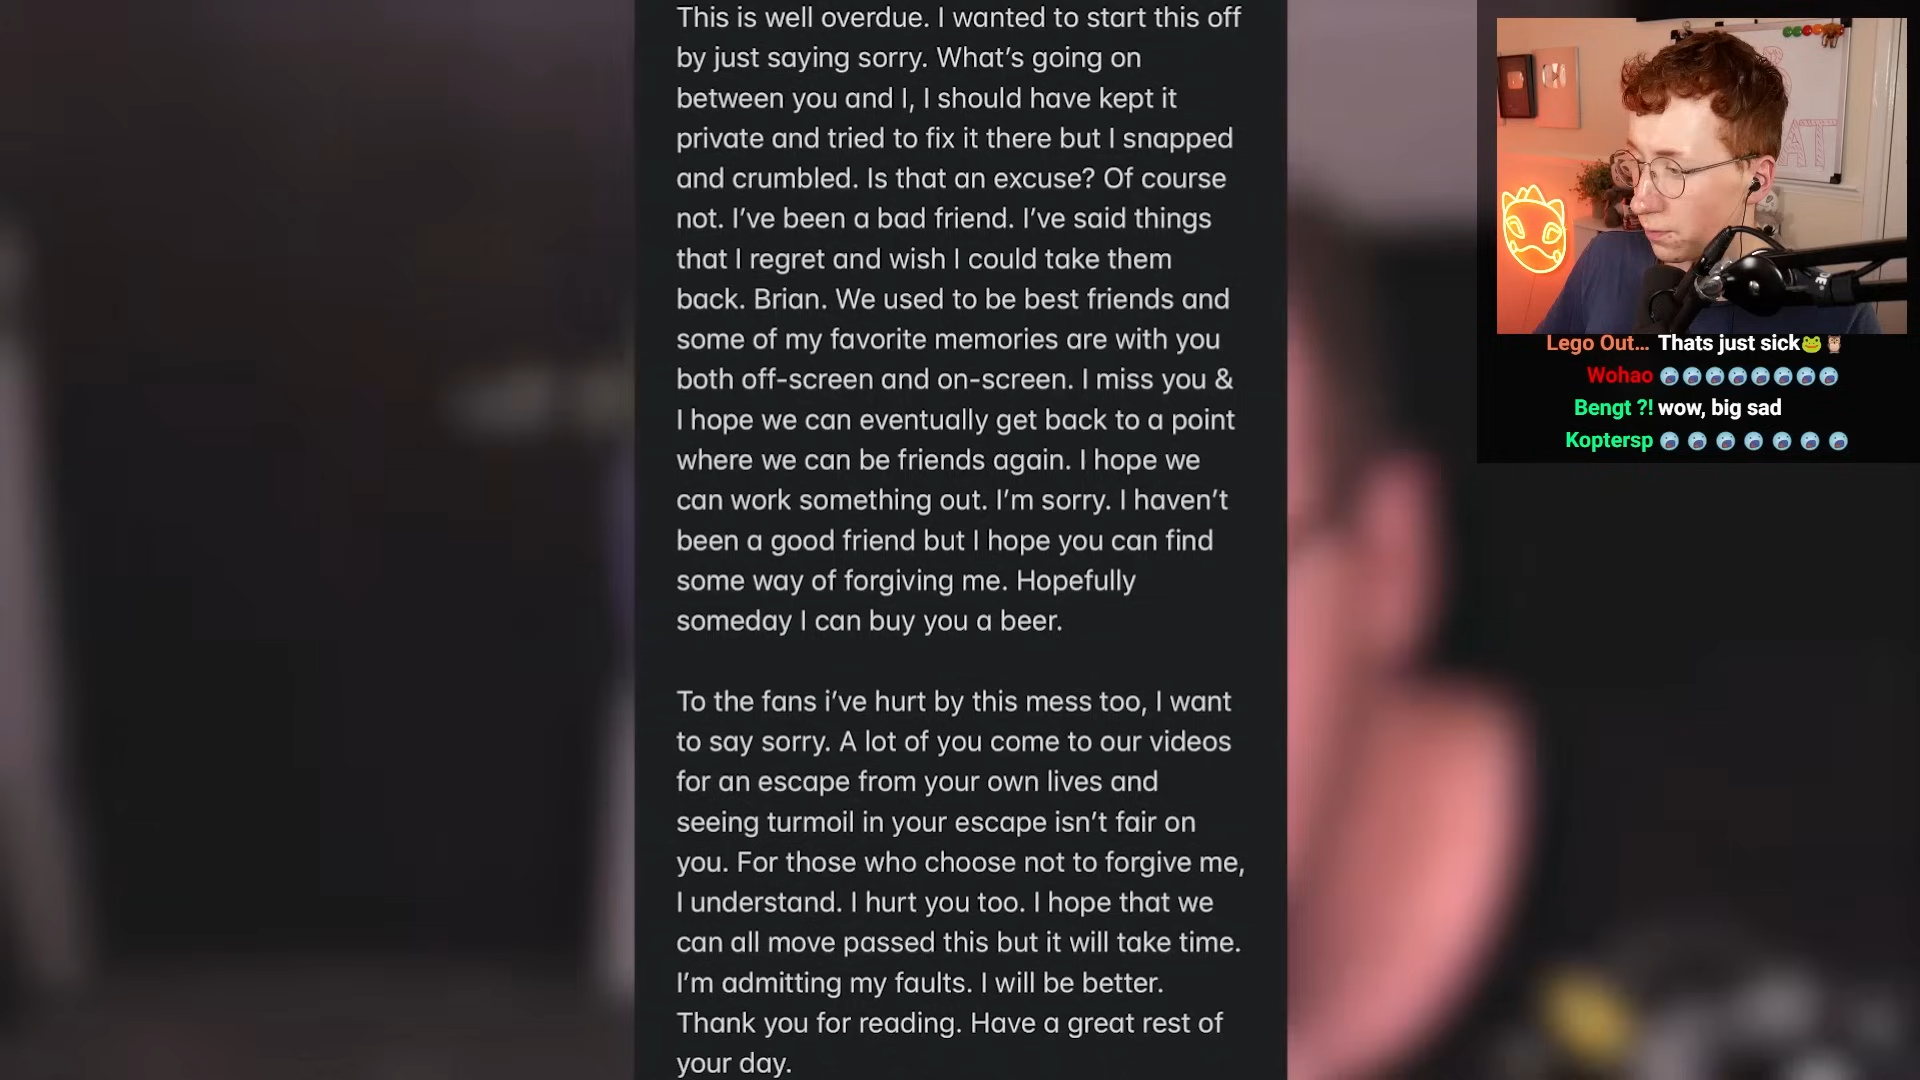 This is well overdue. I wanted to start this off
by just saying sorry. What’s going on
between you and I, I should have kept it
private and tried to fix it there but I snapped
and crumbled. Is that an excuse? Of course
not. I’ve been a bad friend. I’ve said things
that I regret and wish I could take them
back. Brian. We used to be best friends and
some of my favorite memories are with you
both off-screen and on-screen. I miss you &
I hope we can eventually get back to a point
where we can be friends again. I hope we
can work something out. I’m sorry. I haven’t
been a good friend but I hope you can find
some way of forgiving me. Hopefully
someday I can buy you a beer.
To the fans i’ve hurt by this mess too, I want
to say sorry. A lot of you come to our videos
for an escape from your own lives and
seeing turmoil in your escape isn’t fair on
you. For those who choose not to forgive me,
I understand. I hurt you too. I hope that we
can all move passed this but it will take time.
I’m admitting my faults. I will be better.
Thank you for reading. Have a great rest of
your day.
Lego Out... Thats just sick🐸🦉
Wohao
Bengt ?! wow, big sad
Koptersp